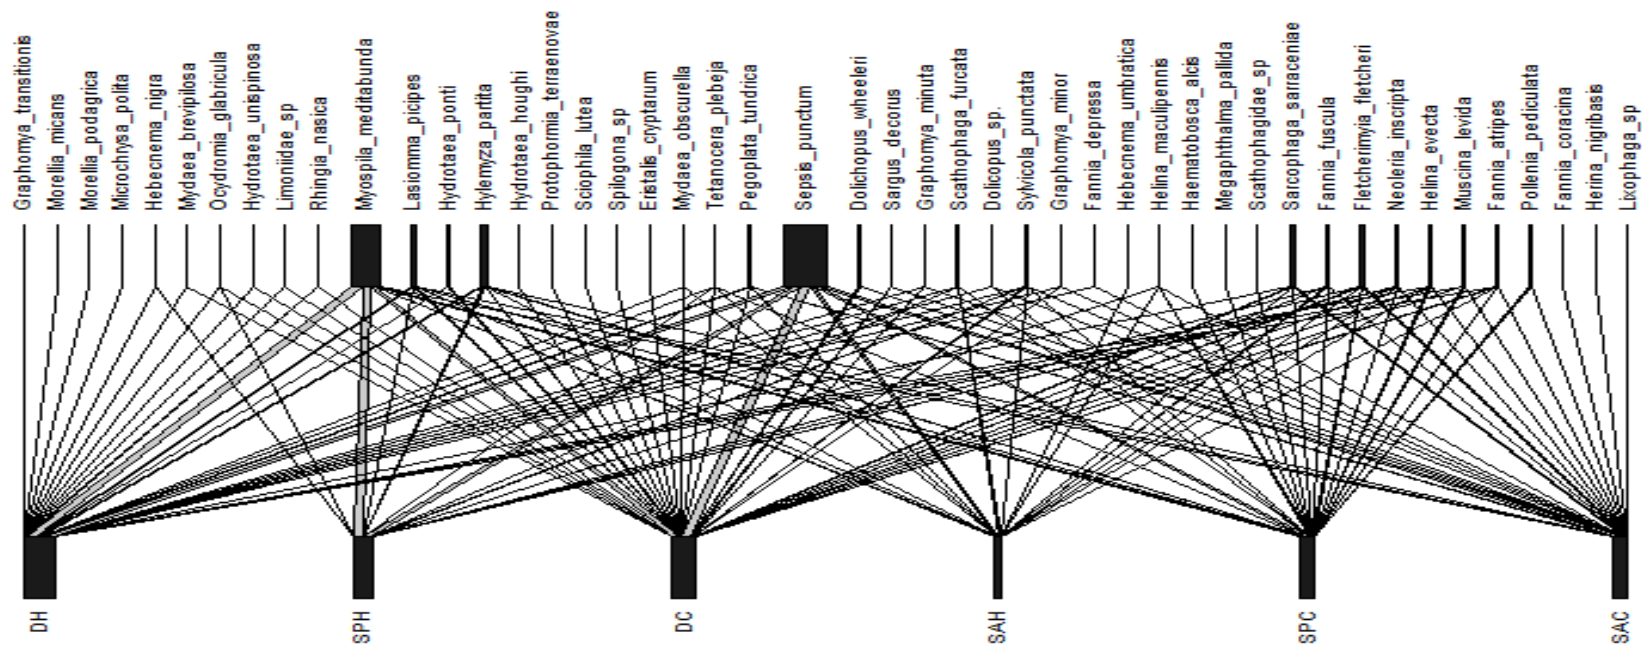 Graphomya_transitionis
Morellia_micans
Morellia_podagrica
Microchysa_polita
Hebecnema_nigra
Mydaea_brevipilosa
Ocydromia_glabricula
Hydrotaea_unispinosa
Limoniidae_sp
Rhingia_nasica
Myospila_meditabunda
Lasiomma_picipes
Hydrotaea_ponti
Hylemyza_partita
Hydrotaea_houghi
Protophormia_terraenovae
Sciophila_lutea
Spilogona_sp
Eristalis_cryptarum
Mydaea_obscurella
Tetanocera_plebeja
Pegoplata_tundrica
Sepsis_punctum
Dolichopus_wheeleri
Sargus_decorus
Graphomya_minuta
Scathophaga_furcata
Dolicopus_sp.
Sylvicola_punctata
Graphomya_minor
Fannia_depressa
Hebecnema_umbratica
Helina_maculipennis
Haematobosca_alcis
Megaphthalma_pallida
Scathophagidae_sp
Sarcophaga_sarraceniae
Fannia_fuscula
Fletcherimyia_fletcheri
Neoleria_inscripta
Helina_evecta
Muscina_levida
Fannia_atripes
Pollenia_pediculata
Fannia_coracina
Herina_nigribasis
Lixophaga_sp
DH
SPH
DC
SAH
SPC
SAC